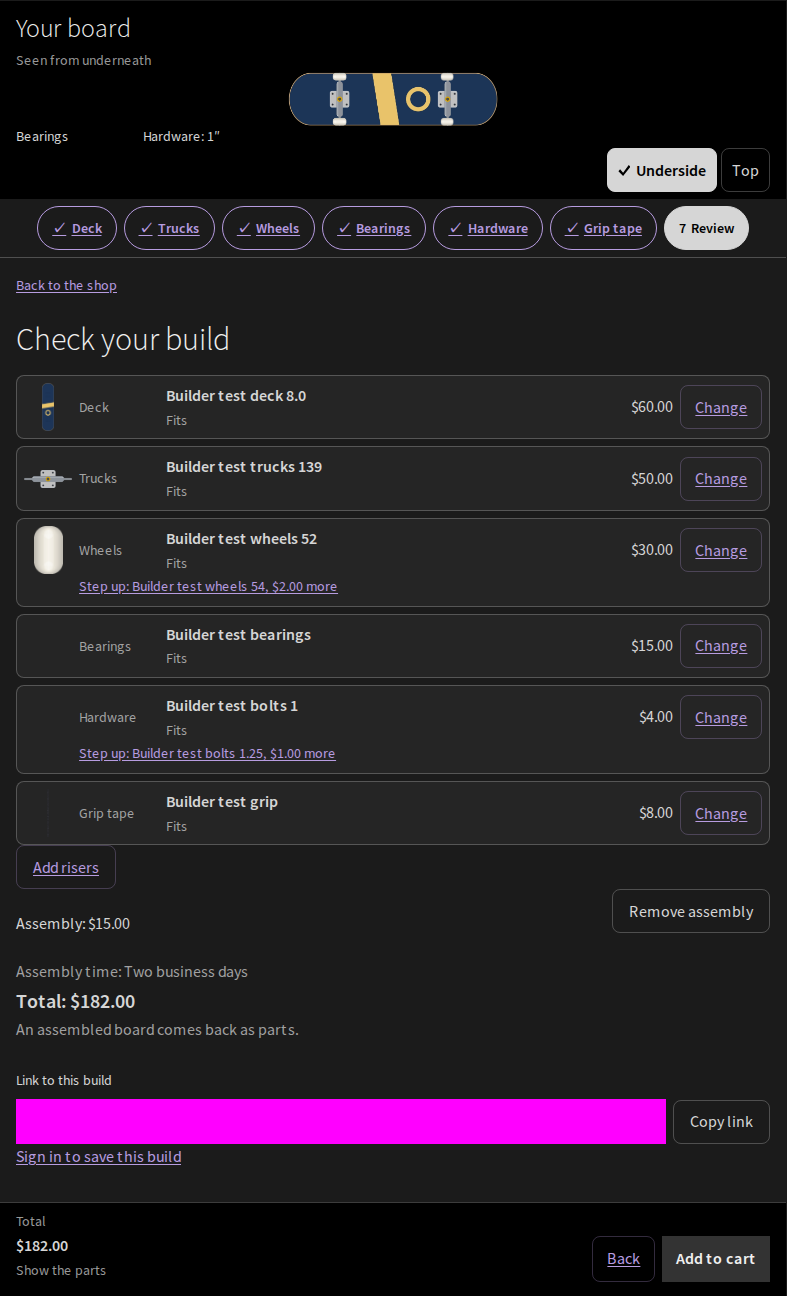 Your board
Seen from underneath
Bearings
Hardware: 1″
✓ Underside
Top
✓ Deck
✓ Trucks
✓ Wheels
✓ Bearings
✓ Hardware
✓ Grip tape
7 Review
Back to the shop
Check your build
Deck
Builder test deck 8.0
Fits
$60.00
Change
Trucks
Builder test trucks 139
Fits
$50.00
Change
Wheels
Builder test wheels 52
Fits
$30.00
Change
Step up: Builder test wheels 54, $2.00 more
Bearings
Builder test bearings
Fits
$15.00
Change
Hardware
Builder test bolts 1
Fits
$4.00
Change
Step up: Builder test bolts 1.25, $1.00 more
Grip tape
Builder test grip
Fits
$8.00
Change
Add risers
Assembly: $15.00
Remove assembly
Assembly time: Two business days
Total: $182.00
An assembled board comes back as parts.
Link to this build
Copy link
Sign in to save this build
Total
$182.00
Show the parts
Back
Add to cart